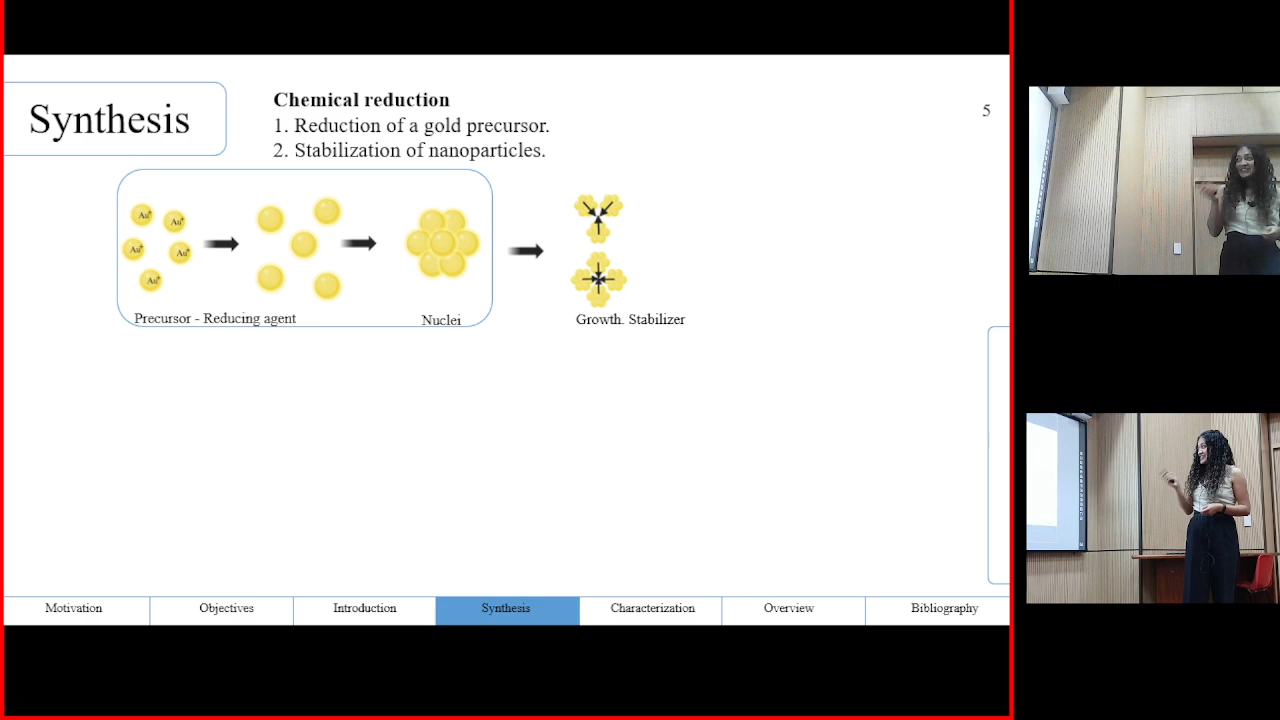 Synthesis
Chemical reduction
1. Reduction of a gold precursor.
2. Stabilization of nanoparticles.
5
Au+
Au+
Au+
Au+
Au+
Precursor - Reducing agent
Nuclei
Growth. Stabilizer
Motivation
Objectives
Introduction
Synthesis
Characterization
Overview
Bibliography